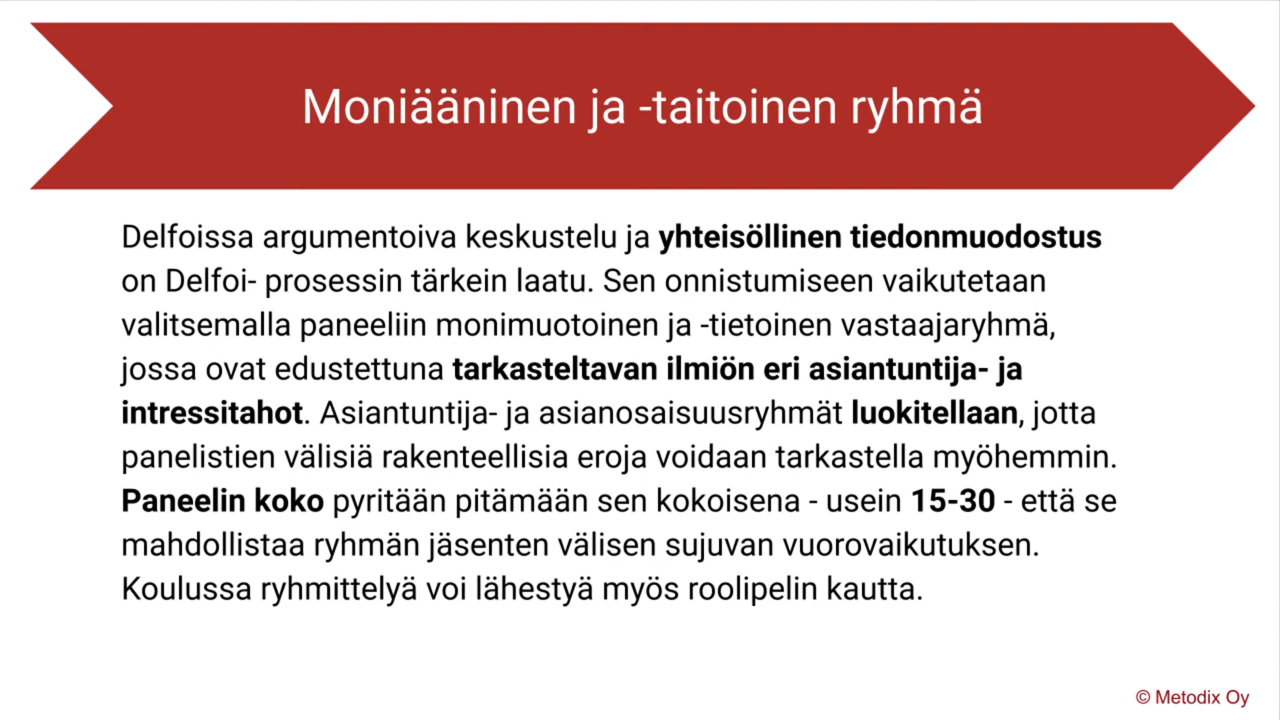 Moniääninen ja -taitoinen ryhmä
Delfoissa argumentoiva keskustelu ja yhteisöllinen tiedonmuodostus
on Delfoi- prosessin tärkein laatu. Sen onnistumiseen vaikutetaan
valitsemalla paneeliin monimuotoinen ja -tietoinen vastaajaryhmä,
jossa ovat edustettuna tarkasteltavan ilmiön eri asiantuntija- ja
intressitahot. Asiantuntija- ja asianosaisuusryhmät luokitellaan, jotta
panelistien välisiä rakenteellisia eroja voidaan tarkastella myöhemmin.
Paneelin koko pyritään pitämään sen kokoisena - usein 15-30 - että se
mahdollistaa ryhmän jäsenten välisen sujuvan vuorovaikutuksen.
Koulussa ryhmittelyä voi lähestyä myös roolipelin kautta.
© Metodix Oy